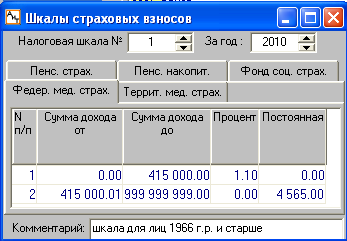 Шкалы страховых взносов
Налоговая шкала № 1 За год : 2010
Пенс. страх. Пенс. накопит. Фонд соц. страх.
Федер. мед. страх. Террит. мед. страх.
N п/п Сумма дохода от Сумма дохода до Процент Постоянная
1 0.00 415 000.00 1.10 0.00
2 415 000.01 999 999 999.00 0.00 4 565.00
Комментарий: шкала для лиц 1966 г.р. и старше